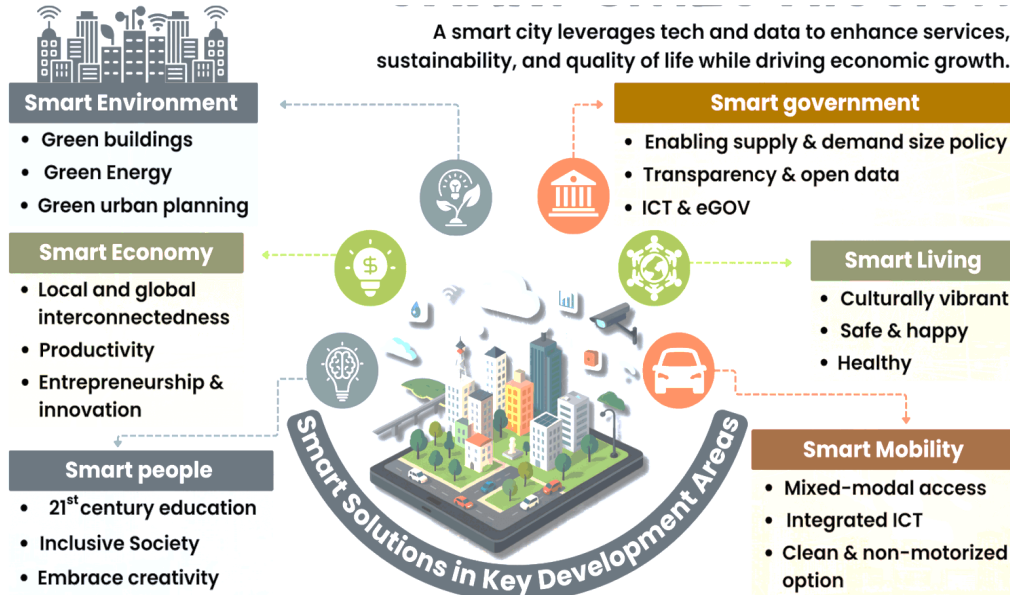 A smart city leverages tech and data to enhance services,
sustainability, and quality of life while driving economic growth.
Smart Environment
• Green buildings
• Green Energy
• Green urban planning
Smart government
• Enabling supply & demand size policy
• Transparency & open data
• ICT & eGOV
Smart Economy
• Local and global
interconnectedness
• Productivity
• Entrepreneurship &
innovation
$
Smart Living
• Culturally vibrant
• Safe & happy
• Healthy
Smart people
• 21st century education
• Inclusive Society
• Embrace creativity
Smart Mobility
• Mixed-modal access
• Integrated ICT
• Clean & non-motorized
option
Smart Solutions in Key Development Areas